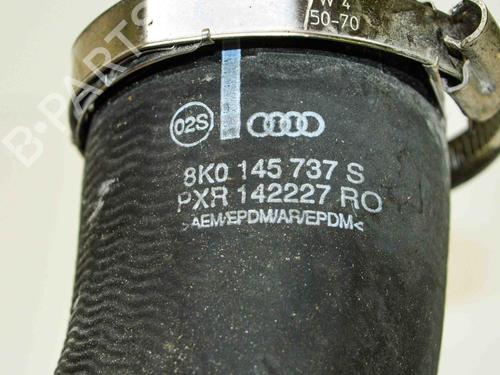 W 4
50-70
B-PARTS
02S
8K0 145 737 S
PXR 142227 RO
>AEM/EPDM/AR/EPDM<